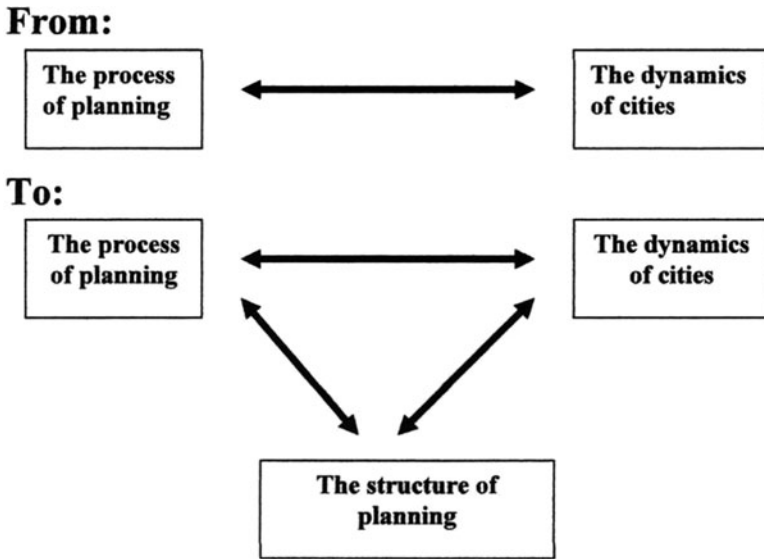 From:
The process
of planning
The dynamics
of cities
To:
The process
of planning
The dynamics
of cities
The structure of
planning